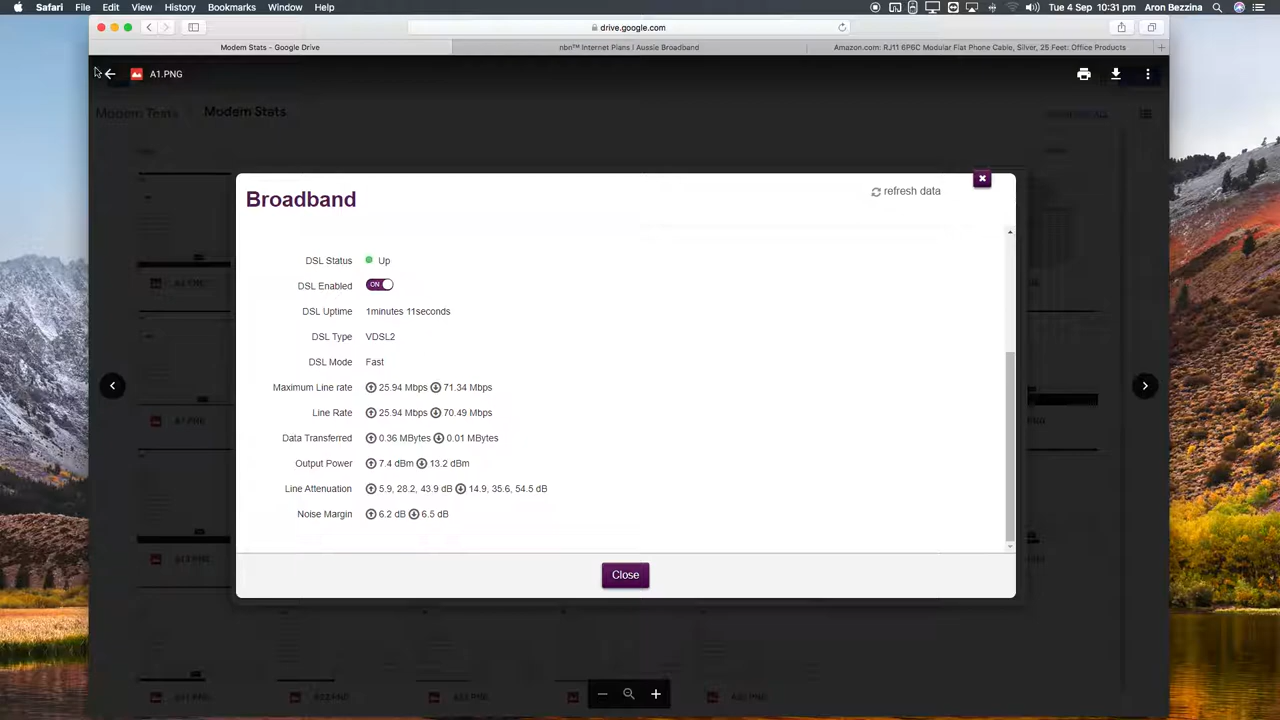 Safari File Edit View History Bookmarks Window Help Tue 4 Sep 10:31 pm Aron Bezzina
drive.google.com
Modem Stats - Google Drive nbn™ Internet Plans | Aussie Broadband Amazon.com: RJ11 6P6C Modular Flat Phone Cable, Silver, 25 Feet: Office Products
A1.PNG
Modem Tests Modem Stats
Broadband refresh data
DSL Status Up
DSL Enabled ON
DSL Uptime 1minutes 11seconds
DSL Type VDSL2
DSL Mode Fast
Maximum Line rate 25.94 Mbps 71.34 Mbps
Line Rate 25.94 Mbps 70.49 Mbps
Data Transferred 0.36 MBytes 0.01 MBytes
Output Power 7.4 dBm 13.2 dBm
Line Attenuation 5.9, 28.2, 43.9 dB 14.9, 35.6, 54.5 dB
Noise Margin 6.2 dB 6.5 dB
Close